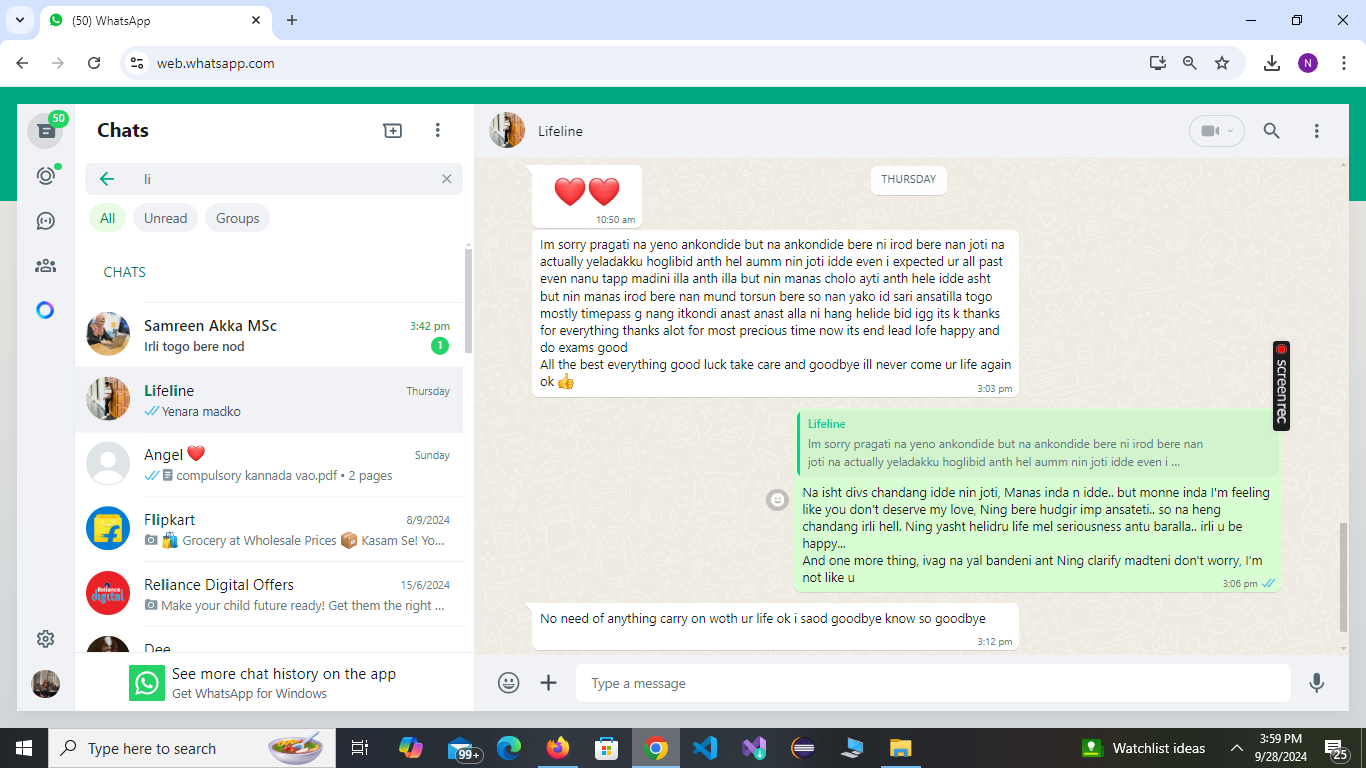 (50) WhatsApp
web.whatsapp.com
N
50
Chats
li
All
Unread
Groups
CHATS
Samreen Akka MSc
3:42 pm
Irli togo bere nod
1
Lifeline
Thursday
Yenara madko
Angel ❤️
Sunday
compulsory kannada vao.pdf • 2 pages
Flipkart
8/9/2024
🛍️ Grocery at Wholesale Prices 📦 Kasam Se! Yo...
Reliance Digital Offers
15/6/2024
Make your child future ready! Get them the right ...
Reliance
digital
Dee
See more chat history on the app
Get WhatsApp for Windows
Lifeline
THURSDAY
❤️❤️
10:50 am
Im sorry pragati na yeno ankondide but na ankondide bere ni irod bere nan joti na
actually yeladakku hoglibid anth hel aumm nin joti idde even i expected ur all past
even nanu tapp madini illa anth illa but nin manas cholo ayti anth hele idde asht
but nin manas irod bere nan mund torsun bere so nan yako id sari ansatilla togo
mostly timepass g nang itkondi anast anast alla ni hang helide bid igg its k thanks
for everything thanks alot for most precious time now its end lead lofe happy and
do exams good
All the best everything good luck take care and goodbye ill never come ur life again
ok 👍
3:03 pm
Lifeline
Im sorry pragati na yeno ankondide but na ankondide bere ni irod bere nan
joti na actually yeladakku hoglibid anth hel aumm nin joti idde even i ...
Na isht divs chandang idde nin joti, Manas inda n idde.. but monne inda I'm feeling
like you don't deserve my love, Ning bere hudgir imp ansateti.. so na heng
chandang irli hell. Ning yasht helidru life mel seriousness antu baralla.. irli u be
happy...
And one more thing, ivag na yal bandeni ant Ning clarify madteni don't worry, I'm
not like u
3:06 pm
No need of anything carry on woth ur life ok i saod goodbye know so goodbye
3:12 pm
Type a message
screenrec
Type here to search
99+
Watchlist ideas
3:59 PM
9/28/2024
25